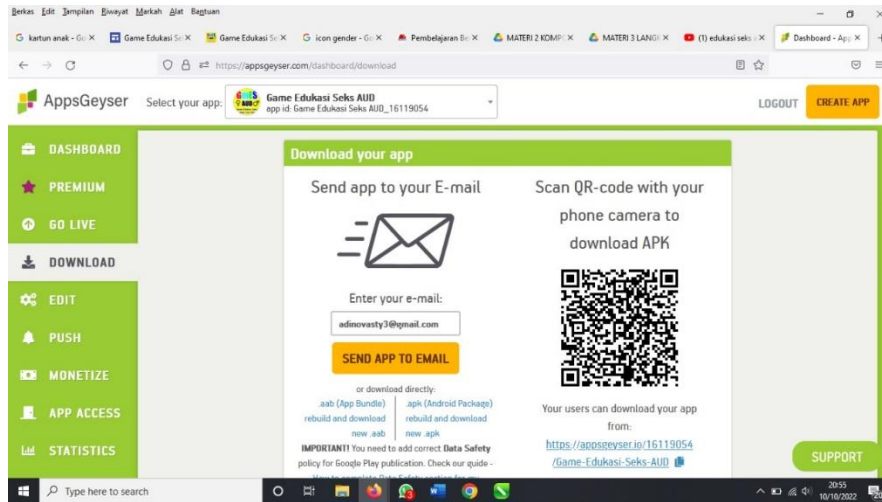 Berkas Edit Tampilan Riwayat Markah Alat Bantuan
kartun anak - Go
Game Edukasi Se
Game Edukasi Se
icon gender - Go
Pembelajaran Be
MATERI 2 KOMP
MATERI 3 LANG
(1) edukasi seks
Dashboard - App
https://appsgeyser.com/dashboard/download
AppsGeyser
Select your app:
Game Edukasi Seks AUD
app id: Game Edukasi Seks AUD_16119054
LOGOUT
CREATE APP
DASHBOARD
PREMIUM
GO LIVE
DOWNLOAD
EDIT
PUSH
MONETIZE
APP ACCESS
STATISTICS
Download your app
Send app to your E-mail
Enter your e-mail:
adinovasty3@gmail.com
SEND APP TO EMAIL
or download directly:
.aab (App Bundle)
rebuild and download
new .aab
.apk (Android Package)
rebuild and download
new .apk
IMPORTANT! You need to add correct Data Safety
policy for Google Play publication. Check our guide -
How to complete Data Safety section for my
Scan QR-code with your
phone camera to
download APK
Your users can download your app
from:
https://appsgeyser.io/16119054
/Game-Edukasi-Seks-AUD
SUPPORT
Type here to search
20:55
10/10/2022